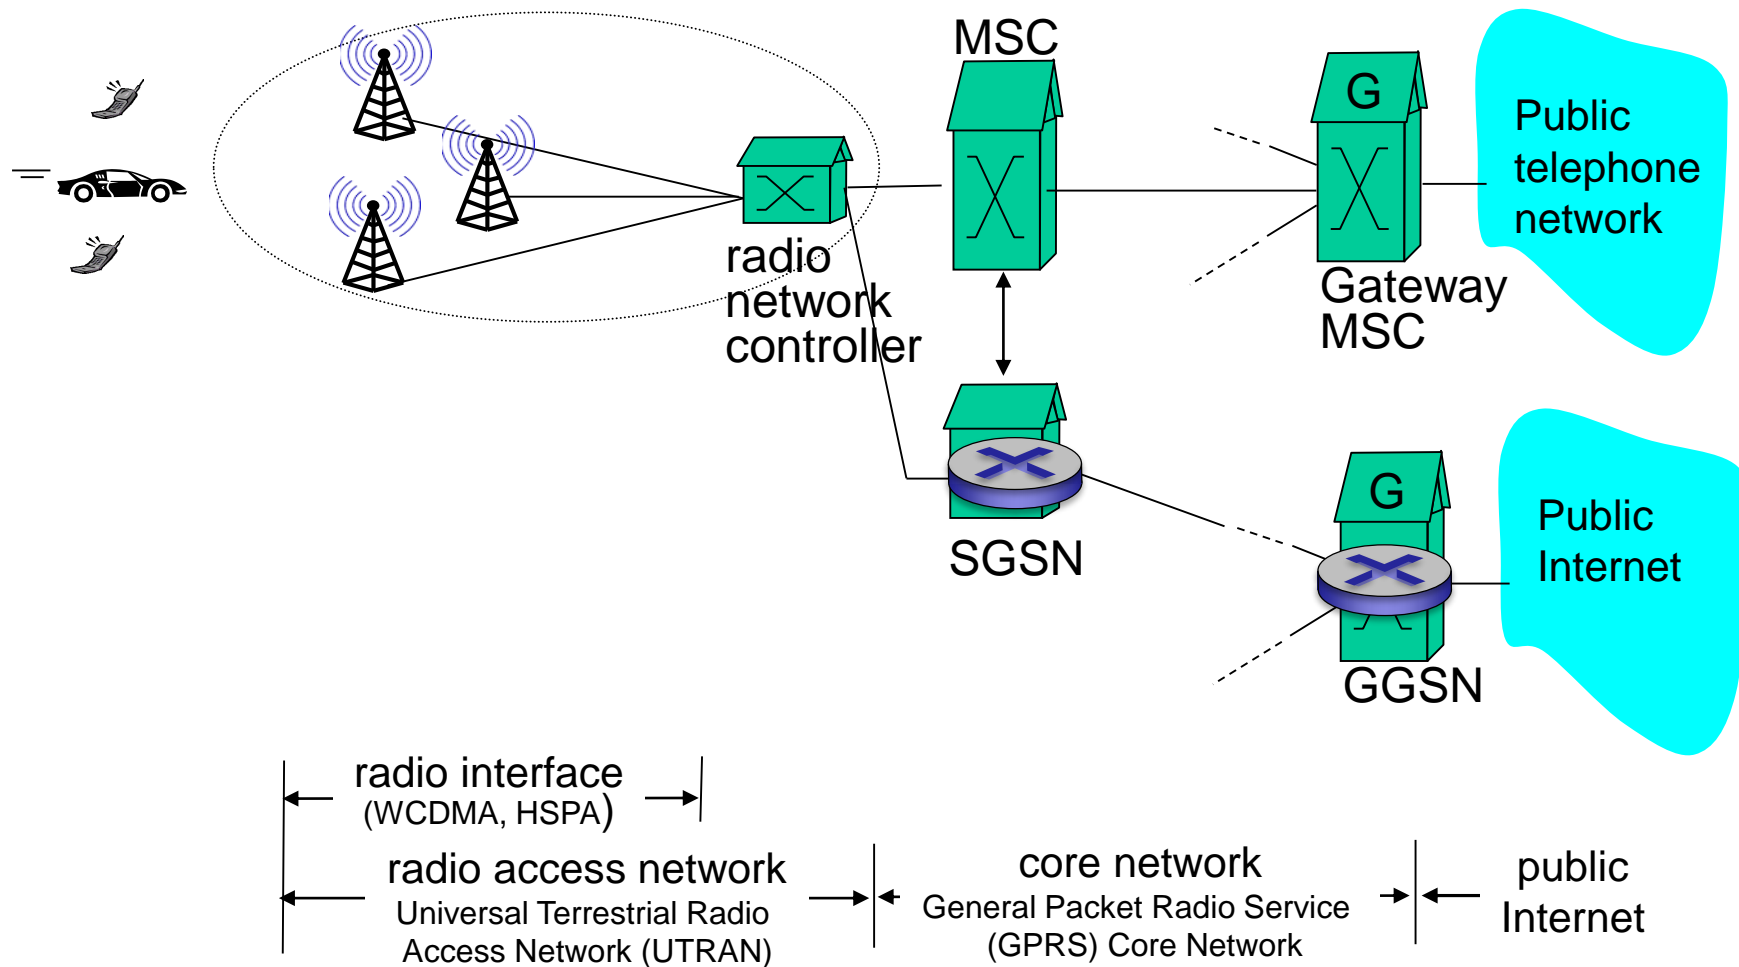 MSC
G
Public
telephone
network
radio
network
controller
Gateway
MSC
G
Public
Internet
SGSN
GGSN
radio interface
(WCDMA, HSPA)
radio access network
Universal Terrestrial Radio
Access Network (UTRAN)
core network
General Packet Radio Service
(GPRS) Core Network
public
Internet